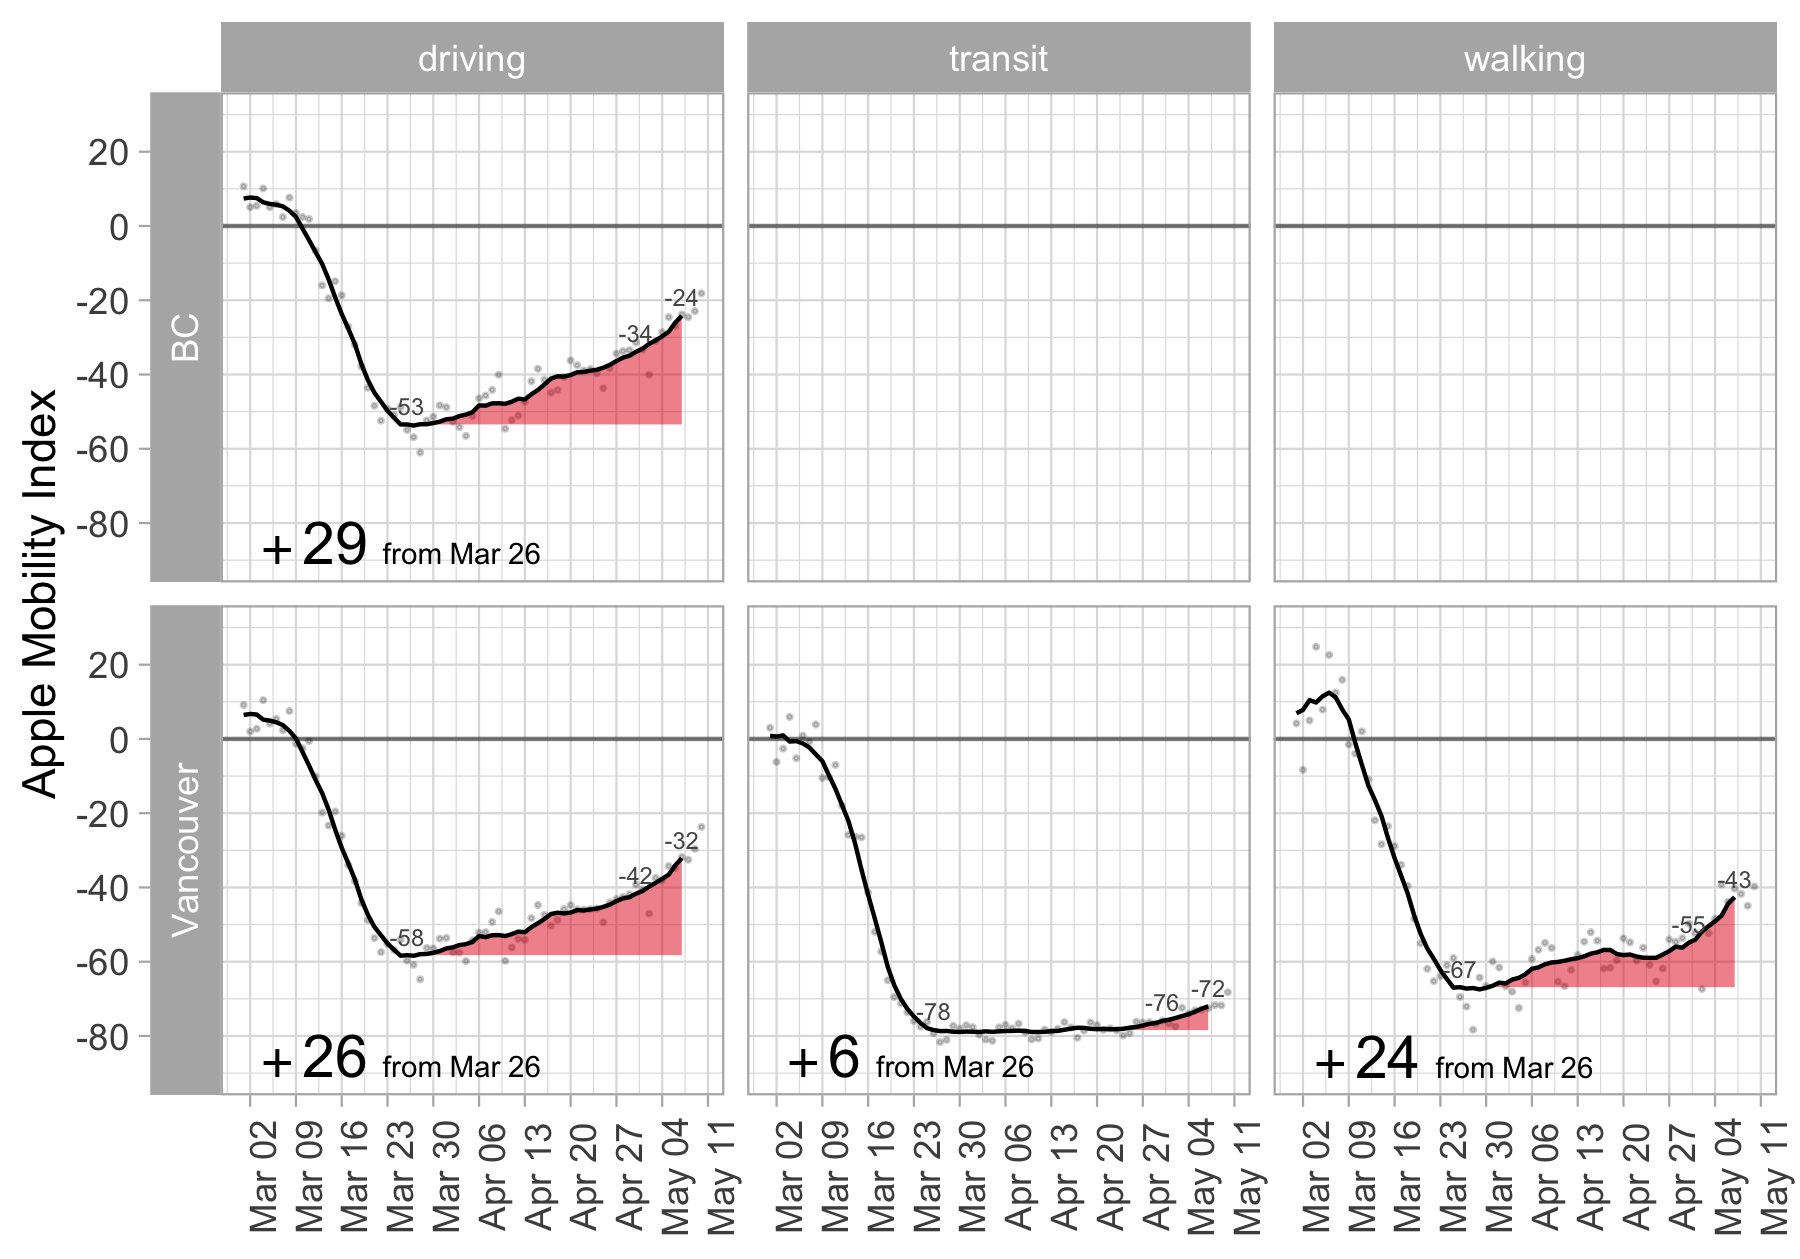 driving transit walking
Apple Mobility Index
BC
20
0
-20
-40
-60
-80
-53
-34
-24
+29 from Mar 26
Vancouver
20
0
-20
-40
-60
-80
-58
-42
-32
+26 from Mar 26
-78
-76
-72
+6 from Mar 26
-67
-55
-43
+24 from Mar 26
Mar 02 Mar 09 Mar 16 Mar 23 Mar 30 Apr 06 Apr 13 Apr 20 Apr 27 May 04 May 11
Mar 02 Mar 09 Mar 16 Mar 23 Mar 30 Apr 06 Apr 13 Apr 20 Apr 27 May 04 May 11
Mar 02 Mar 09 Mar 16 Mar 23 Mar 30 Apr 06 Apr 13 Apr 20 Apr 27 May 04 May 11